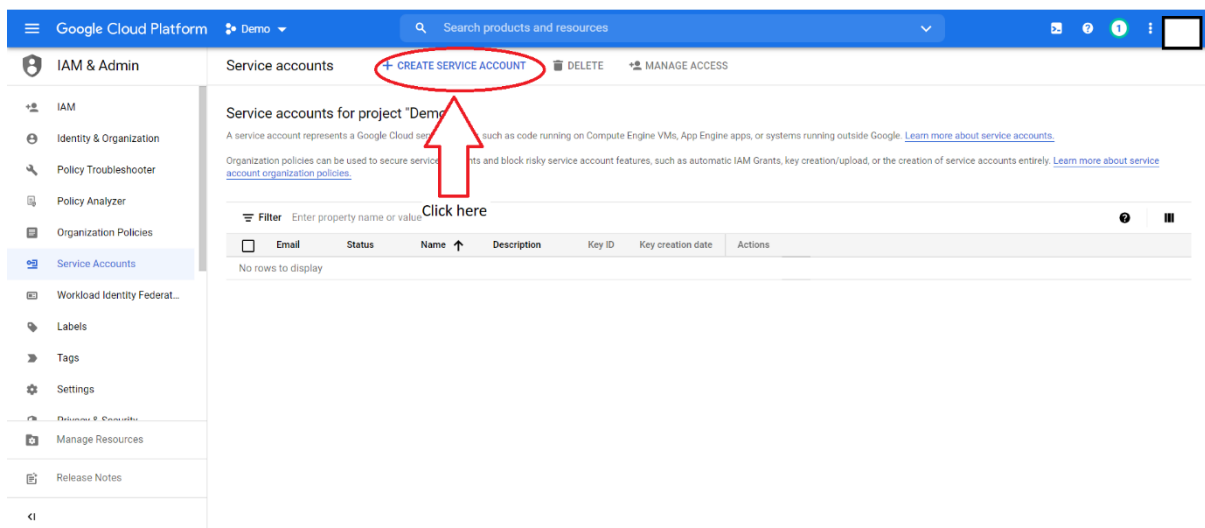 Google Cloud Platform Demo Search products and resources 1
IAM & Admin Service accounts + CREATE SERVICE ACCOUNT DELETE MANAGE ACCESS
IAM
Identity & Organization
Policy Troubleshooter
Policy Analyzer
Organization Policies
Service Accounts
Workload Identity Federat...
Labels
Tags
Settings
Privacy & Security
Manage Resources
Release Notes
Service accounts for project "Demo
A service account represents a Google Cloud such as code running on Compute Engine VMs, App Engine apps, or systems running outside Google. Learn more about service accounts.
Organization policies can be used to secure service and block risky service account features, such as automatic IAM Grants, key creation/upload, or the creation of service accounts entirely. Learn more about service
account organization policies.
Click here
Filter Enter property name or value
Email Status Name Description Key ID Key creation date Actions
No rows to display